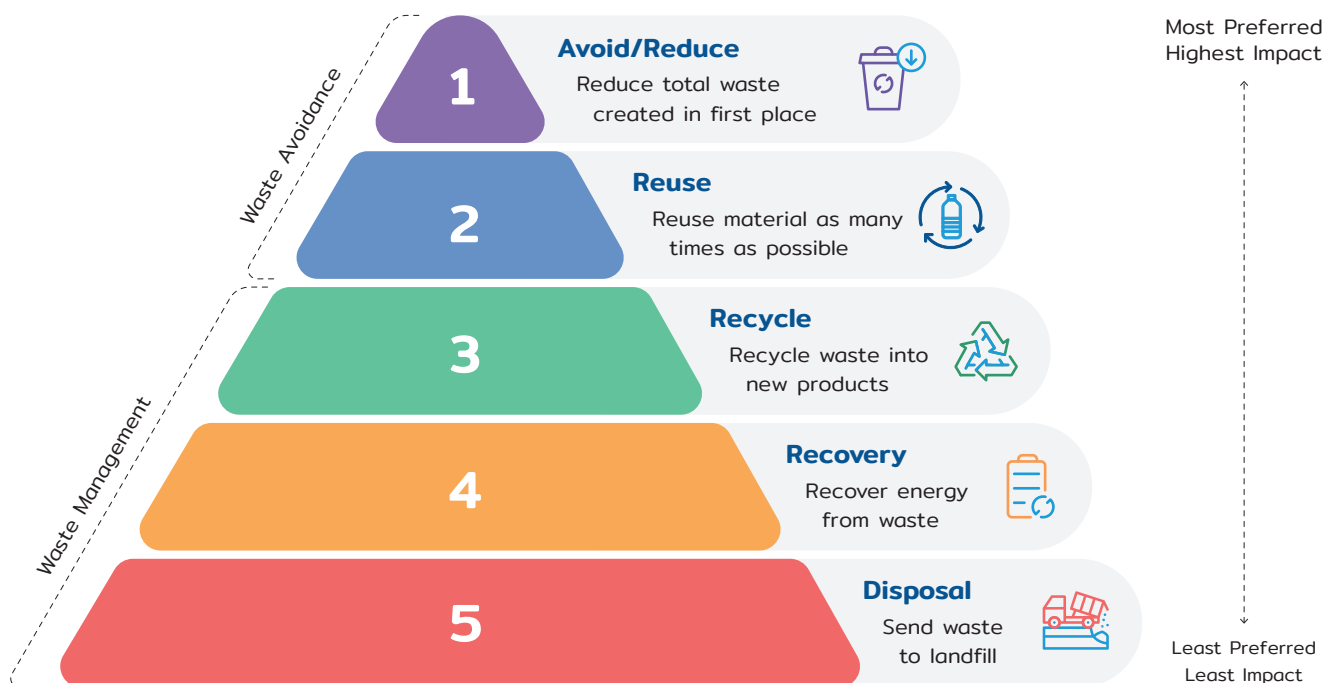 Waste Avoidance
1
Avoid/Reduce
Reduce total waste
created in first place
Most Preferred
Highest Impact
2
Reuse
Reuse material as many
times as possible
Waste Management
3
Recycle
Recycle waste into
new products
4
Recovery
Recover energy
from waste
5
Disposal
Send waste
to landfill
Least Preferred
Least Impact